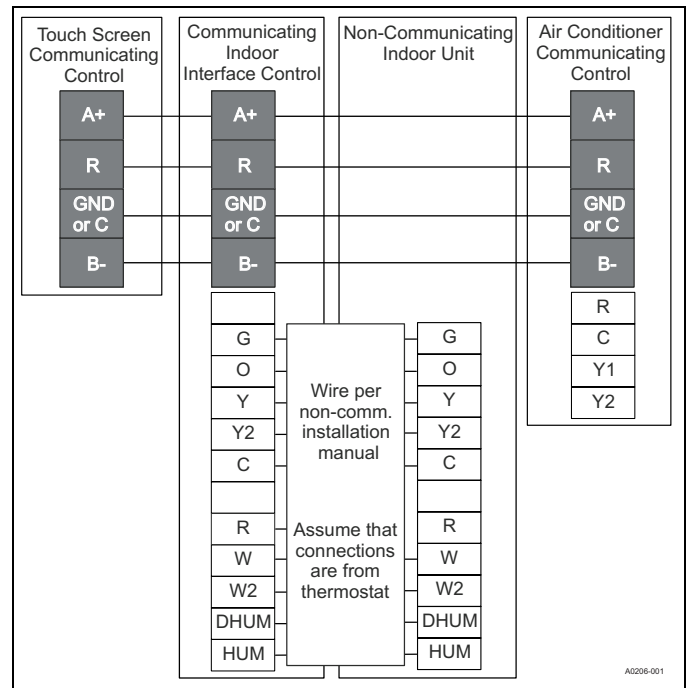 Touch Screen
Communicating
Control
A+
R
GND
or C
B-
Communicating
Indoor
Interface Control
A+
R
GND
or C
B-
G
O
Y
Y2
C
R
W
W2
DHUM
HUM
Wire per
non-comm.
installation
manual
Assume that
connections
are from
thermostat
Non-Communicating
Indoor Unit
G
O
Y
Y2
C
R
W
W2
DHUM
HUM
Air Conditioner
Communicating
Control
A+
R
GND
or C
B-
R
C
Y1
Y2
A0206-001